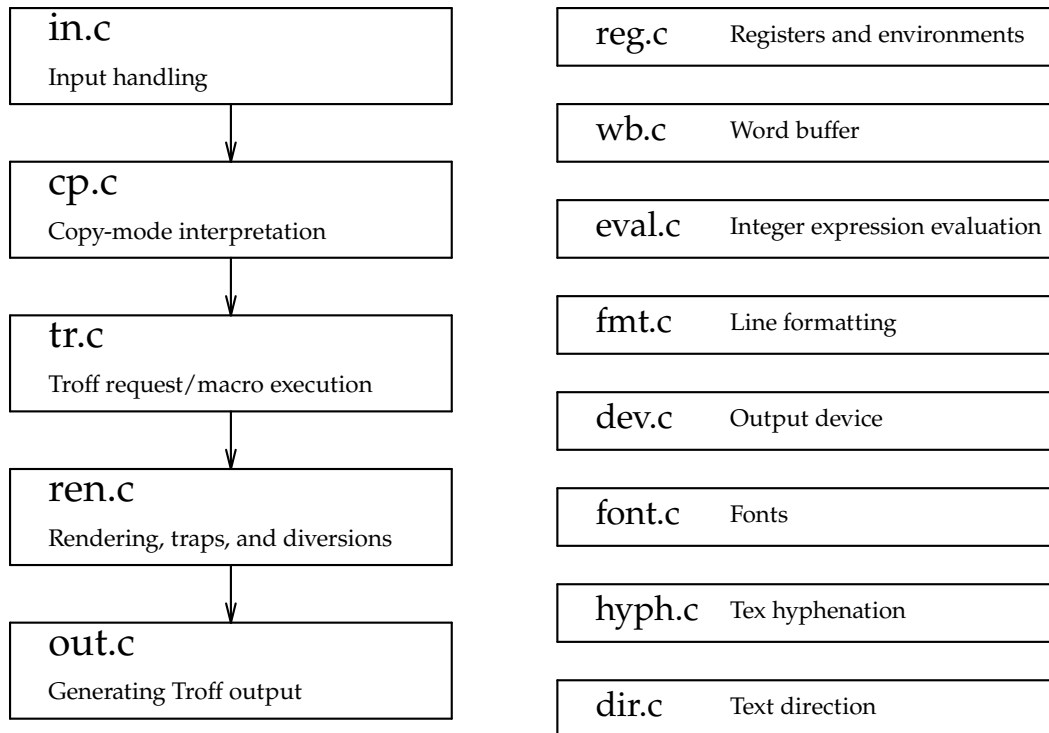 in.c
Input handling
cp.c
Copy-mode interpretation
tr.c
Troff request/macro execution
ren.c
Rendering, traps, and diversions
out.c
Generating Troff output
reg.c Registers and environments
wb.c Word buffer
eval.c Integer expression evaluation
fmt.c Line formatting
dev.c Output device
font.c Fonts
hyph.c Tex hyphenation
dir.c Text direction